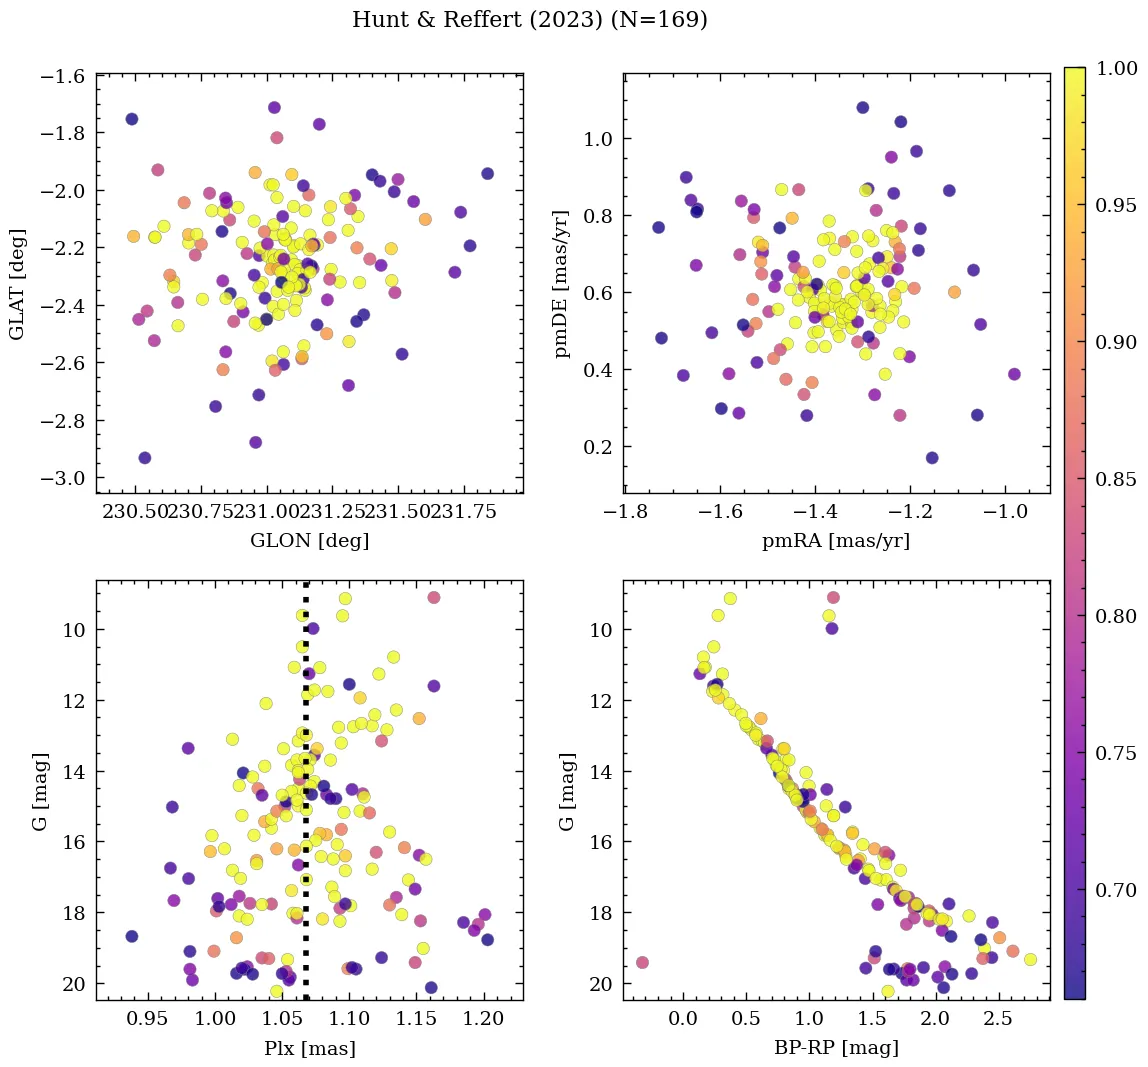 Hunt & Reffert (2023) (N=169)
−1.6
−1.8
−2.0
−2.2
−2.4
−2.6
−2.8
−3.0
GLAT [deg]
230.50 230.75 231.00 231.25 231.50 231.75
GLON [deg]
1.0
0.8
0.6
0.4
0.2
pmDE [mas/yr]
−1.8 −1.6 −1.4 −1.2 −1.0
pmRA [mas/yr]
10
12
14
16
18
20
G [mag]
0.95 1.00 1.05 1.10 1.15 1.20
Plx [mas]
10
12
14
16
18
20
G [mag]
0.0 0.5 1.0 1.5 2.0 2.5
BP-RP [mag]
1.00
0.95
0.90
0.85
0.80
0.75
0.70